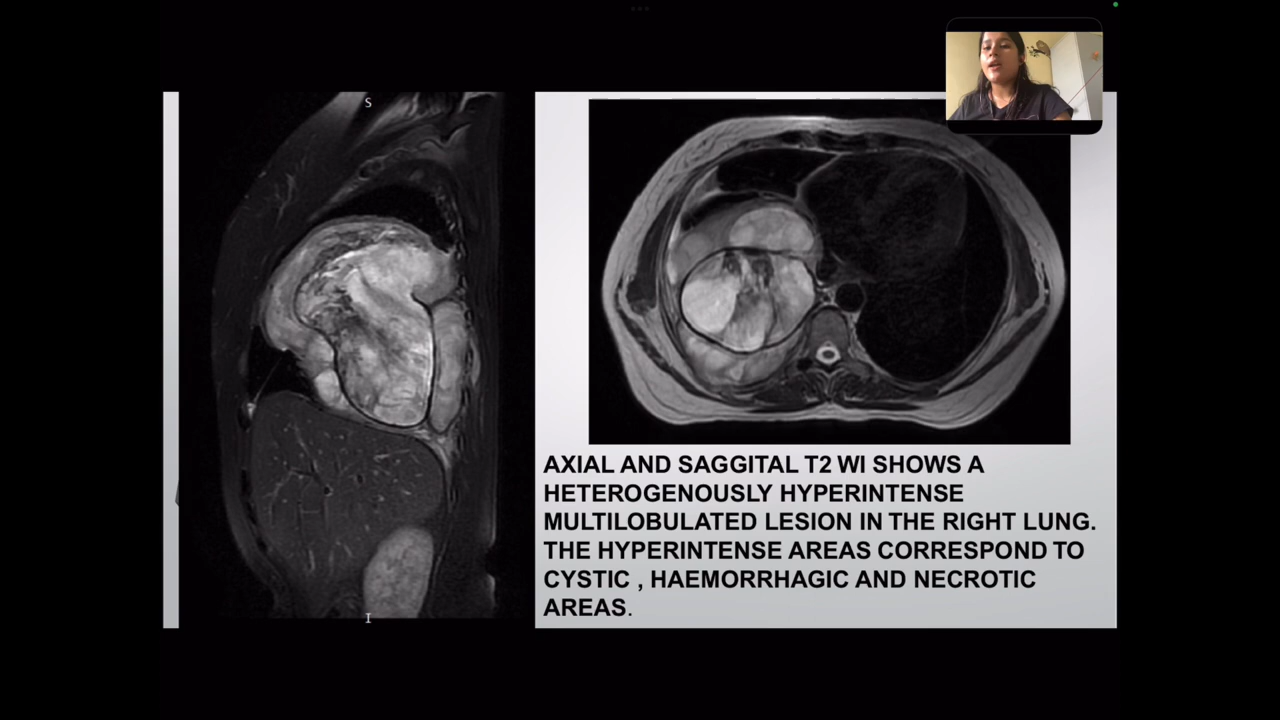 S
I
AXIAL AND SAGGITAL T2 WI SHOWS A
HETEROGENOUSLY HYPERINTENSE
MULTILOBULATED LESION IN THE RIGHT LUNG.
THE HYPERINTENSE AREAS CORRESPOND TO
CYSTIC , HAEMORRHAGIC AND NECROTIC
AREAS.